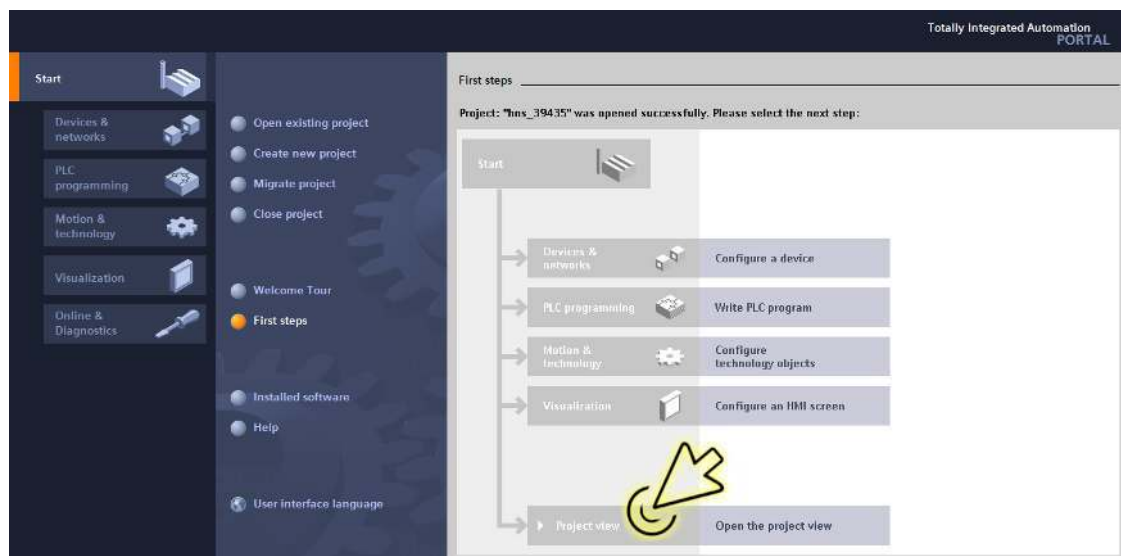 Totally Integrated Automation
PORTAL
Start
Devices &
networks
PLC
programming
Motion &
technology
Visualization
Online &
Diagnostics
Open existing project
Create new project
Migrate project
Close project
Welcome Tour
First steps
Installed software
Help
User interface language
First steps
Project: "hns_39435" was opened successfully. Please select the next step:
Start
Devices &
networks
Configure a device
PLC programming
Write PLC program
Motion &
technology
Configure
technology objects
Visualization
Configure an HMI screen
Project view
Open the project view